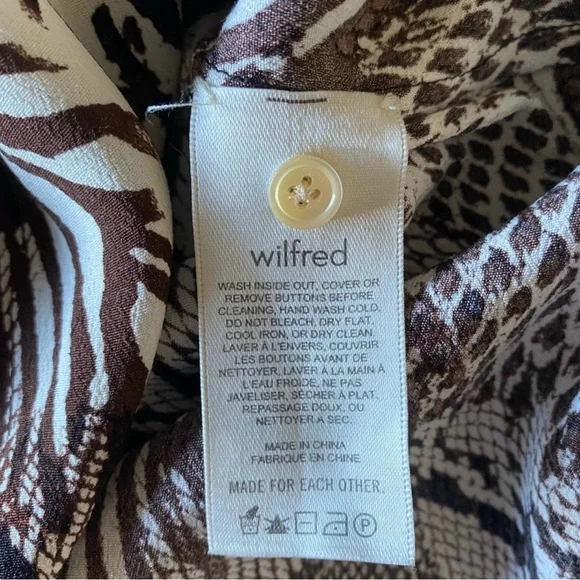 wilfred
WASH INSIDE OUT, COVER OR
REMOVE BUTTONS BEFORE
CLEANING, HAND WASH COLD,
DO NOT BLEACH, DRY FLAT,
COOL IRON, OR DRY CLEAN.
LAVER À L'ENVERS, COUVRIR
LES BOUTONS AVANT DE
NETTOYER, LAVER À LA MAIN À
L'EAU FROIDE, NE PAS
JAVELISER, SÉCHER À PLAT,
REPASSAGE DOUX, OU
NETTOYER À SEC.
MADE IN CHINA
FABRIQUÉ EN CHINE
MADE FOR EACH OTHER.
P